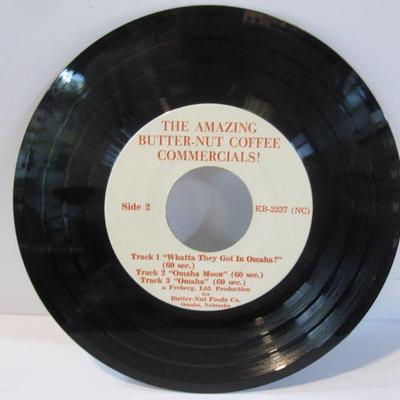 THE AMAZING
BUTTER-NUT COFFEE
COMMERCIALS!
Side 2 KB-2237 (NC)
Track 1 "Whatta They Got In Omaha?"
(60 sec.)
Track 2 "Omaha Moon" (60 sec.)
Track 3 "Omaha" (60 sec.)
a Freberg, Ltd. Production
for
Butter-Nut Foods Co.
Omaha, Nebraska